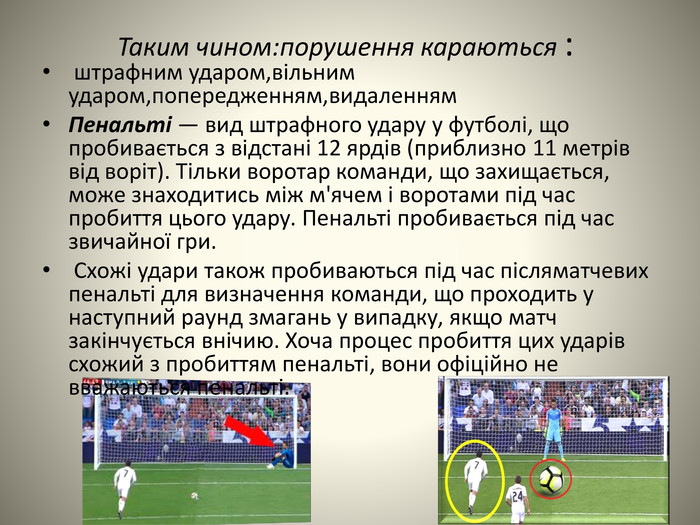 Таким чином:порушення караються :
• штрафним ударом,вільним
ударом,попередженням,видаленням
• Пенальті — вид штрафного удару у футболі, що
пробивається з відстані 12 ярдів (приблизно 11 метрів
від воріт). Тільки воротар команди, що захищається,
може знаходитись між м'ячем і воротами під час
пробиття цього удару. Пенальті пробивається під час
звичайної гри.
• Схожі удари також пробиваються під час післяматчевих
пенальті для визначення команди, що проходить у
наступний раунд змагань у випадку, якщо матч
закінчується внічию. Хоча процес пробиття цих ударів
схожий з пробиттям пенальті, вони офіційно не
вважаються пенальті.
7
7
24